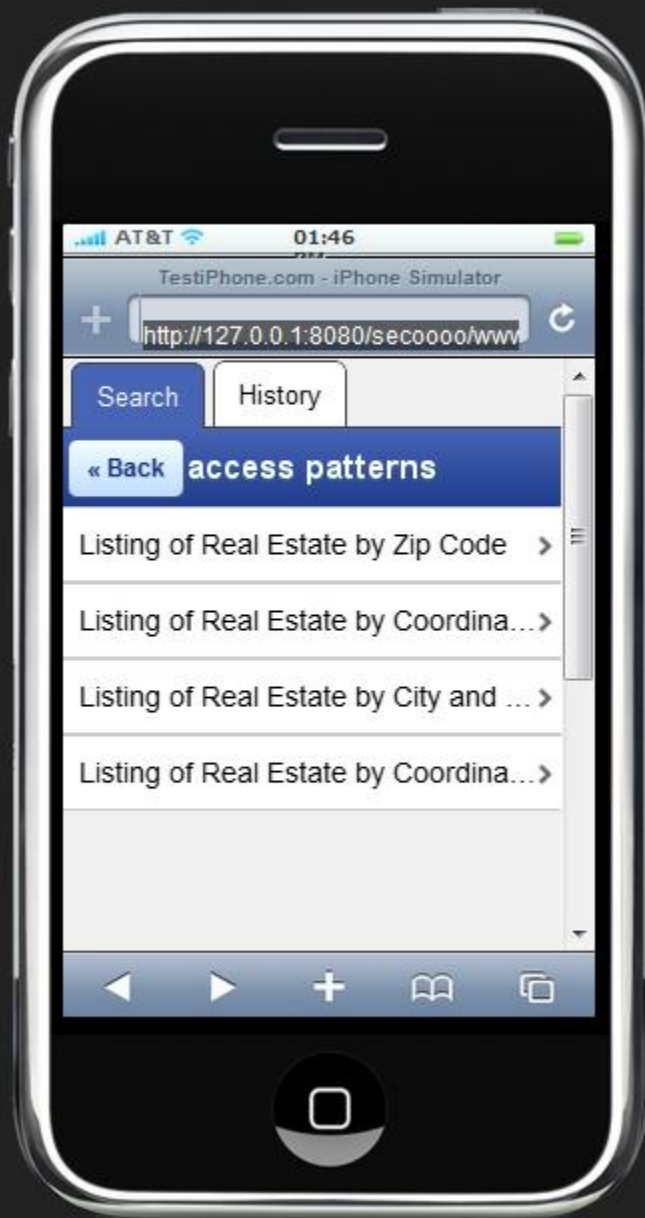 AT&T 01:46
TestiPhone.com - iPhone Simulator
http://127.0.0.1:8080/secoooo/www
Search History
« Back access patterns
Listing of Real Estate by Zip Code
Listing of Real Estate by Coordina...
Listing of Real Estate by City and ...
Listing of Real Estate by Coordina...